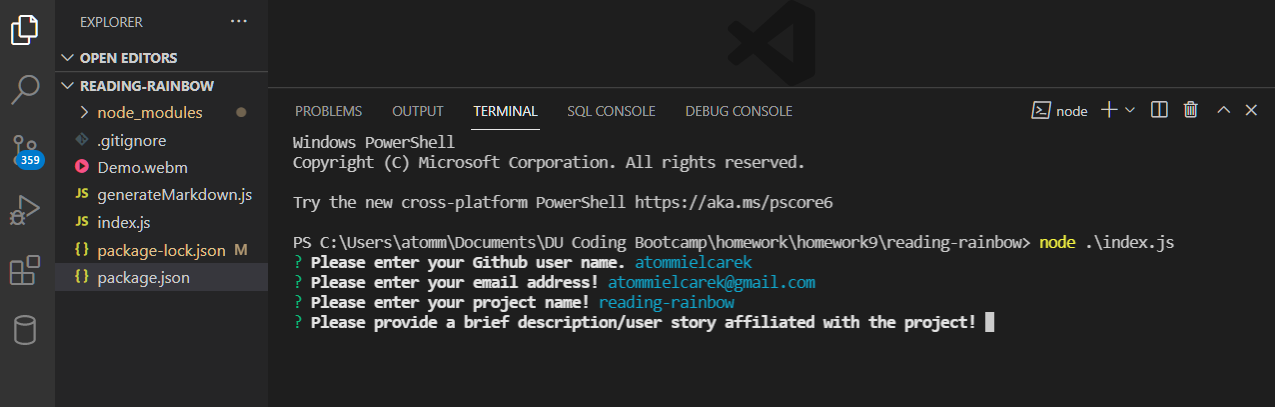 EXPLORER
OPEN EDITORS
READING-RAINBOW
node_modules
.gitignore
Demo.webm
JS generateMarkdown.js
JS index.js
{} package-lock.json M
{} package.json
359
PROBLEMS OUTPUT TERMINAL SQL CONSOLE DEBUG CONSOLE node
Windows PowerShell
Copyright (C) Microsoft Corporation. All rights reserved.
Try the new cross-platform PowerShell https://aka.ms/pscore6
PS C:\Users\atomm\Documents\DU Coding Bootcamp\homework\homework9\reading-rainbow> node .\index.js
? Please enter your Github user name. atommielcarek
? Please enter your email address! atommielcarek@gmail.com
? Please enter your project name! reading-rainbow
? Please provide a brief description/user story affiliated with the project!